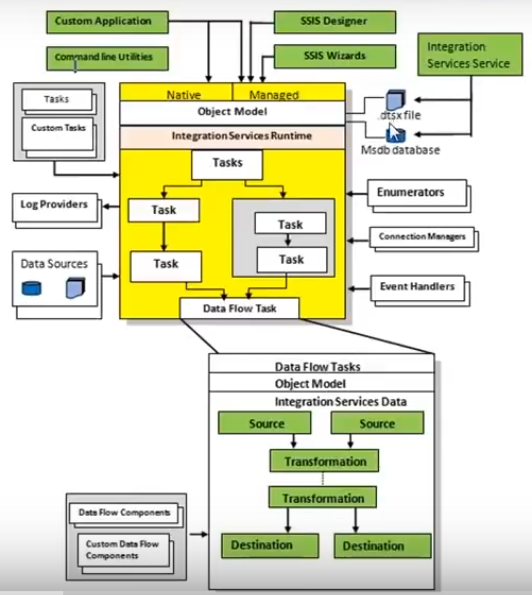 Custom Application
SSIS Designer
Command line Utilities
SSIS Wizards
Integration
Services Service
Tasks
Custom Tasks
Native
Managed
Object Model
Integration Services Runtime
.dtsx file
Msdb database
Tasks
Log Providers
Task
Task
Enumerators
Connection Managers
Data Sources
Task
Task
Event Handlers
Data Flow Task
Data Flow Tasks
Object Model
Integration Services Data
Source
Source
Transformation
Transformation
Data Flow Components
Custom Data Flow
Components
Destination
Destination